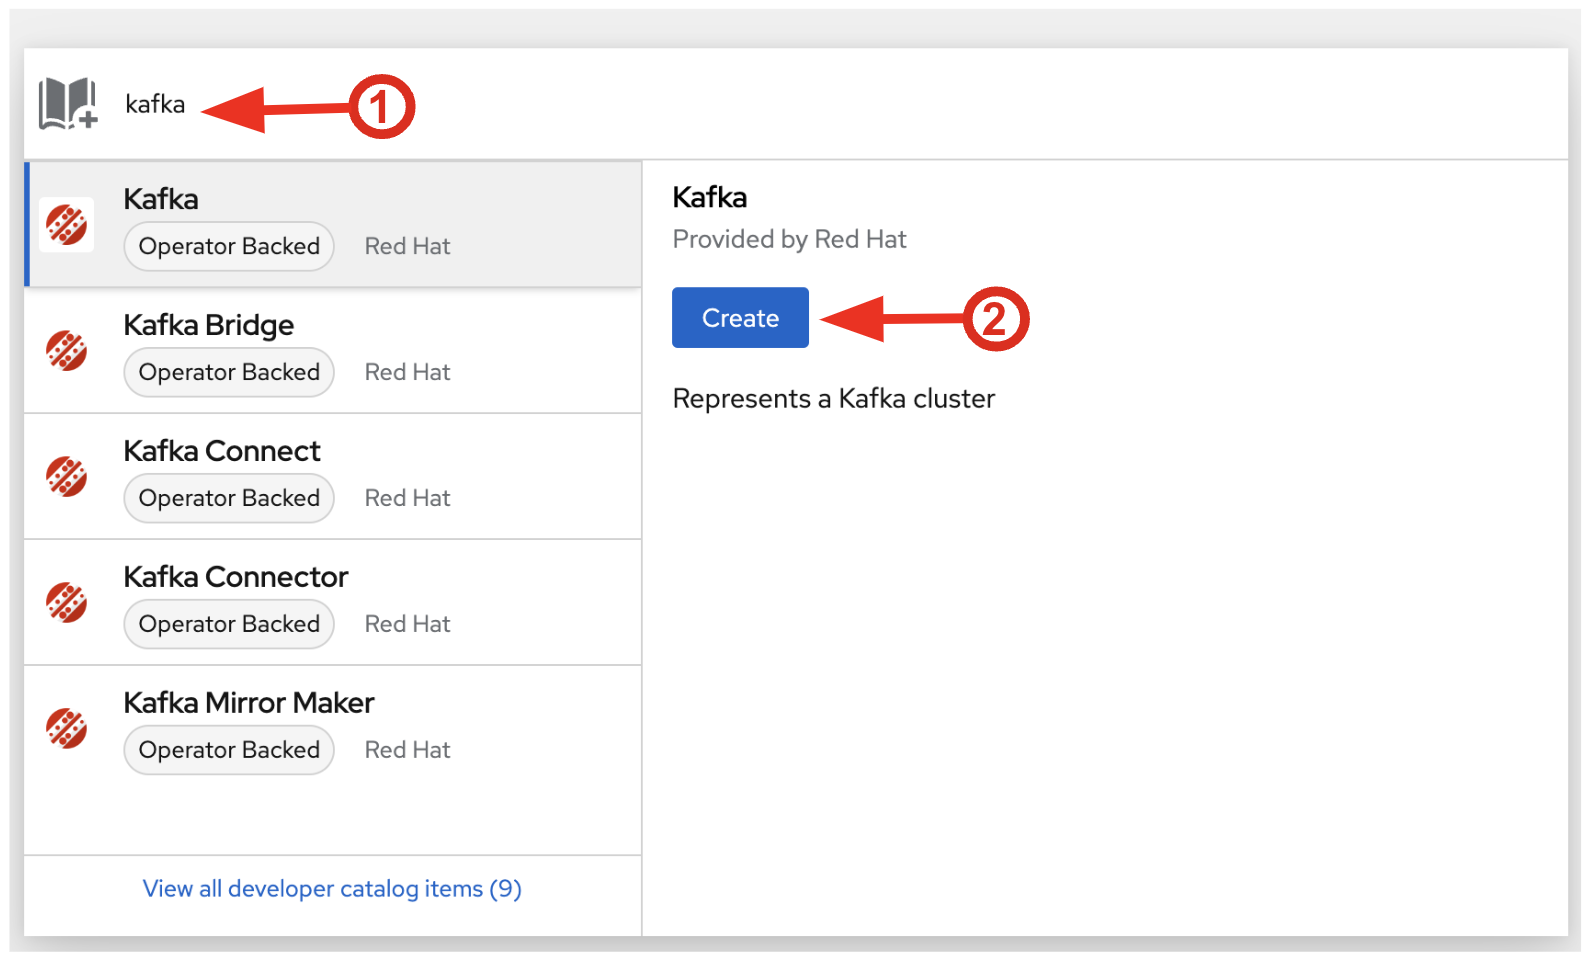 kafka
1
Kafka
Operator Backed Red Hat
Kafka Bridge
Operator Backed Red Hat
Kafka Connect
Operator Backed Red Hat
Kafka Connector
Operator Backed Red Hat
Kafka Mirror Maker
Operator Backed Red Hat
View all developer catalog items (9)
Kafka
Provided by Red Hat
Create
2
Represents a Kafka cluster